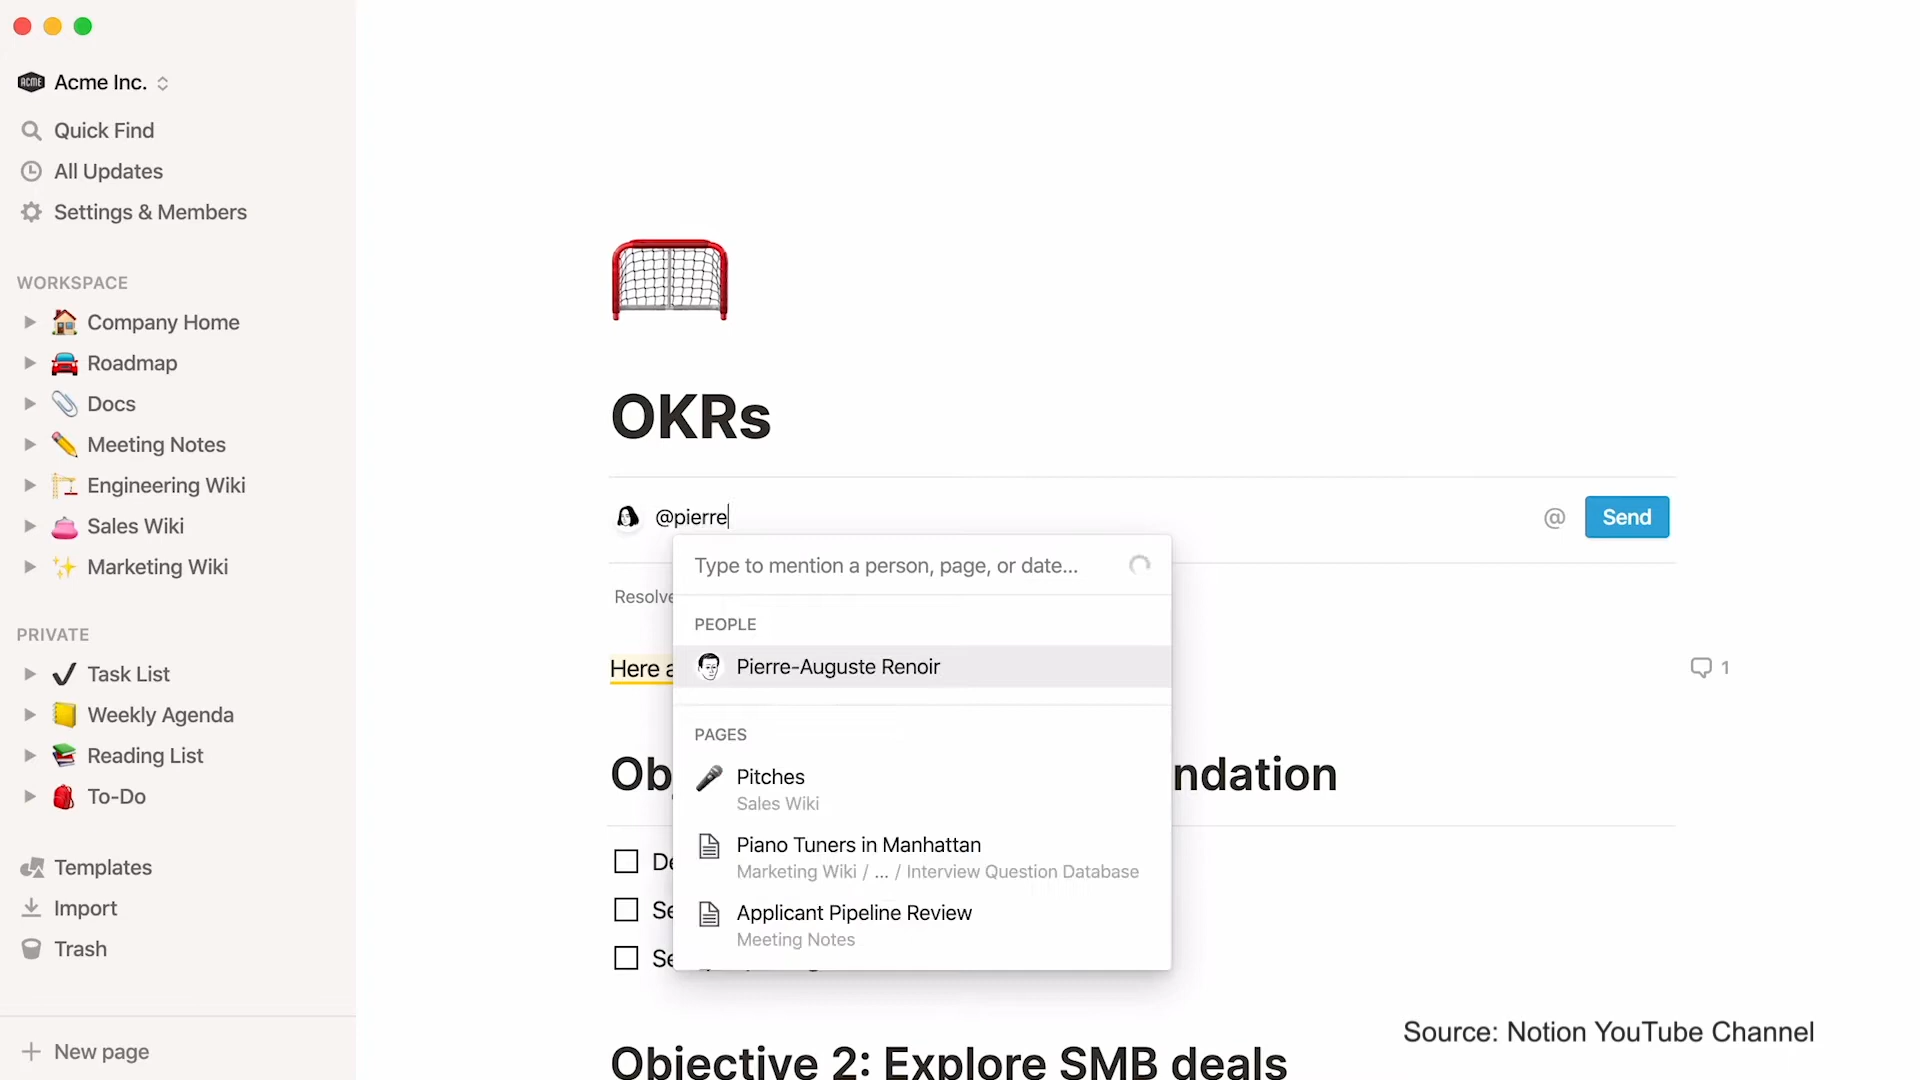 ACME
Acme Inc.
Quick Find
All Updates
Settings & Members
WORKSPACE
Company Home
Roadmap
Docs
Meeting Notes
Engineering Wiki
Sales Wiki
Marketing Wiki
PRIVATE
Task List
Weekly Agenda
Reading List
To-Do
Templates
Import
Trash
New page
OKRs
@pierre
@
Send
Type to mention a person, page, or date...
Resolve
PEOPLE
Here a
Pierre-Auguste Renoir
1
PAGES
Pitches
Sales Wiki
ndation
Piano Tuners in Manhattan
Marketing Wiki / ... / Interview Question Database
Applicant Pipeline Review
Meeting Notes
Objective 2: Explore SMB deals
Source: Notion YouTube Channel